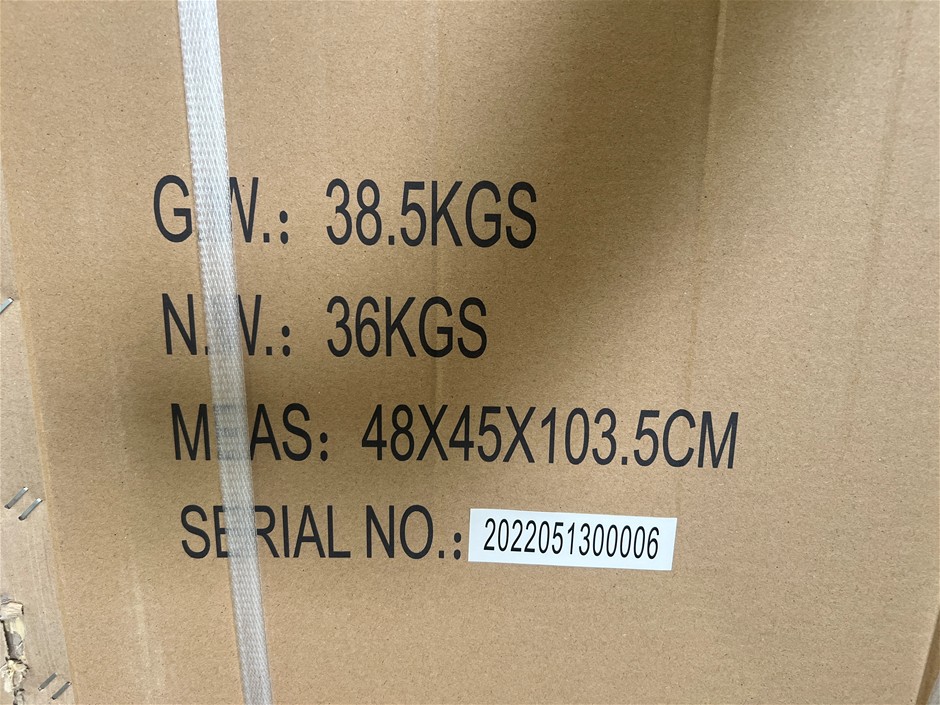 G.W.: 38.5KGS
N.W.: 36KGS
MEAS: 48X45X103.5CM
SERIAL NO.: 2022051300006